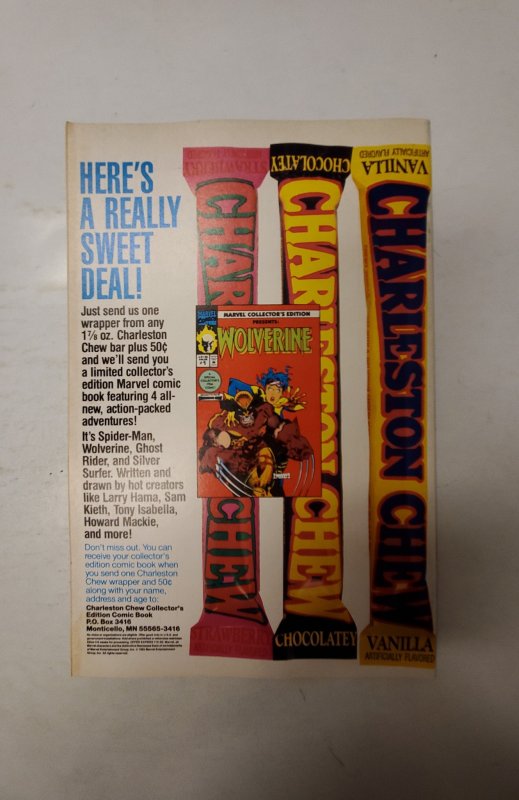 HERE'S
A REALLY
SWEET
DEAL!
Just send us one
wrapper from any
1⅞ oz. Charleston
Chew bar plus 50¢
and we'll send you
a limited collector's
edition Marvel comic
book featuring 4 all-
new, action-packed
adventures!
It's Spider-Man,
Wolverine, Ghost
Rider, and Silver
Surfer. Written and
drawn by hot creators
like Larry Hama, Sam
Kieth, Tony Isabella,
Howard Mackie,
and more!
Don't miss out. You can
receive your collector's
edition comic book when
you send one Charleston
Chew wrapper and 50¢
along with your name,
address and age to:
Charleston Chew Collector's
Edition Comic Book
P.O. Box 3416
Monticello, MN 55565-3416
STRAWBERRY
CHARLESTON CHEW
STRAWBERRY
CHOCOLATEY
CHARLESTON CHEW
CHOCOLATEY
VANILLA
ARTIFICIALLY FLAVORED
CHARLESTON CHEW
VANILLA
ARTIFICIALLY FLAVORED
MARVEL COLLECTOR'S EDITION
PRESENTS:
WOLVERINE
MARVEL